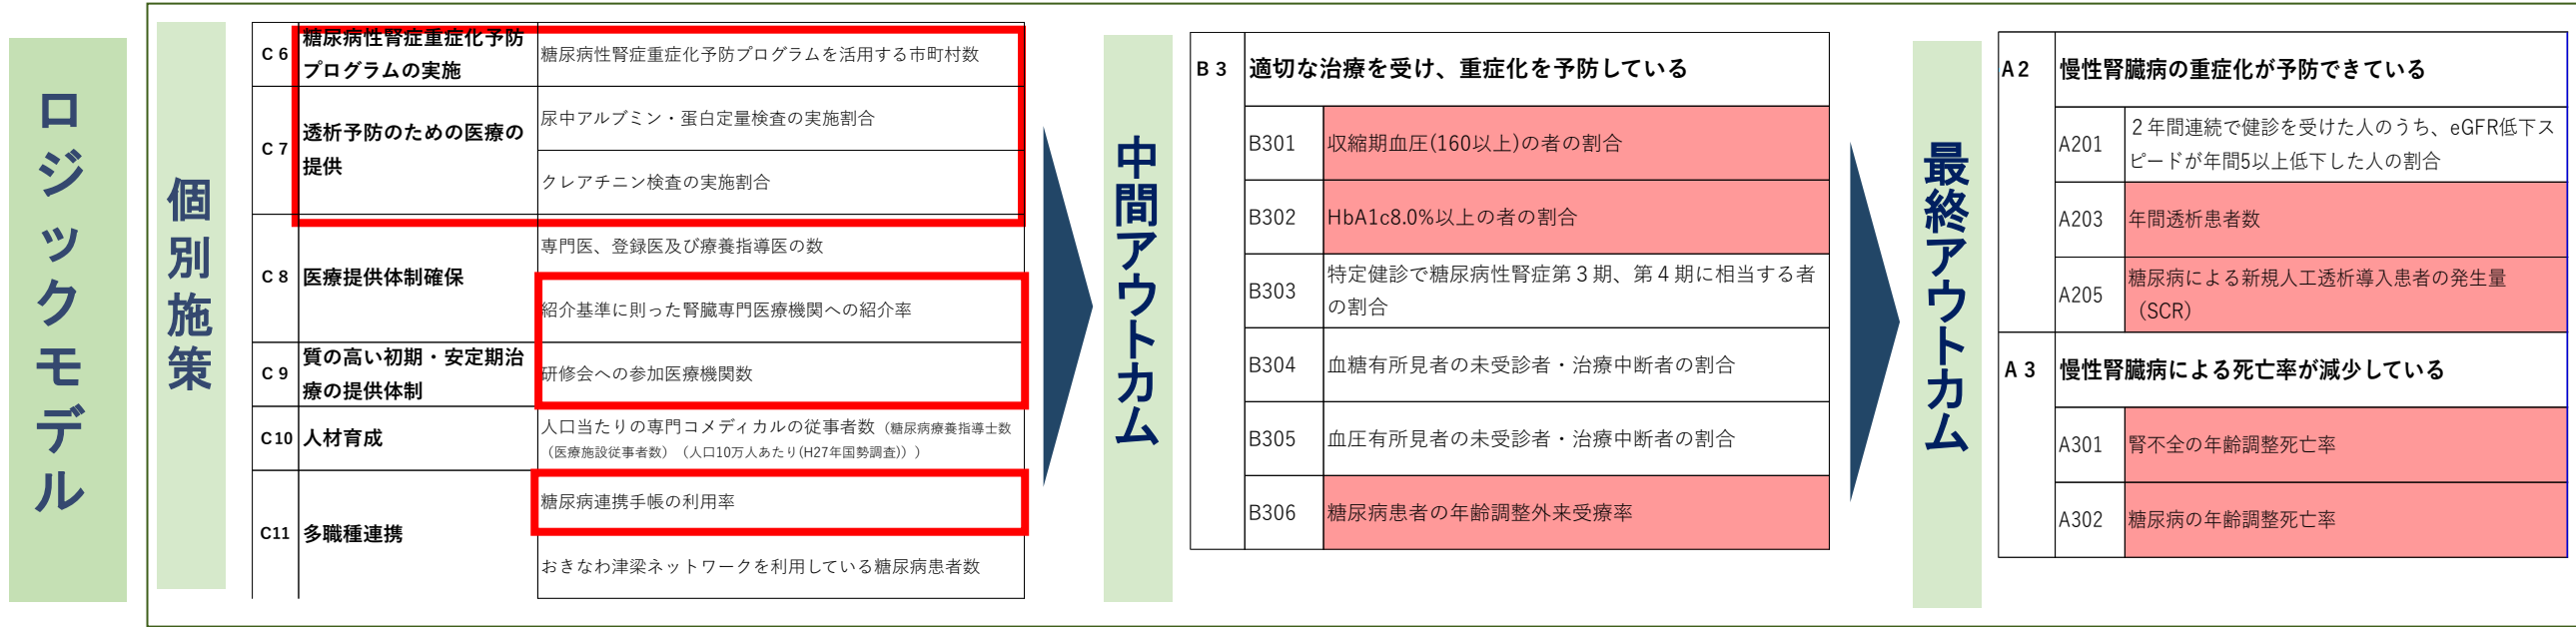 ロジックモデル
個別施策
C 6
糖尿病性腎症重症化予防
プログラムの実施
糖尿病性腎症重症化予防プログラムを活用する市町村数
C 7
透析予防のための医療の
提供
尿中アルブミン・蛋白定量検査の実施割合
クレアチニン検査の実施割合
C 8
医療提供体制確保
専門医、登録医及び療養指導医の数
紹介基準に則った腎臓専門医療機関への紹介率
C 9
質の高い初期・安定期治
療の提供体制
研修会への参加医療機関数
C10
人材育成
人口当たりの専門コメディカルの従事者数（糖尿病療養指導士数
（医療施設従事者数）（人口10万人あたり(H27年国勢調査)））
C11
多職種連携
糖尿病連携手帳の利用率
おきなわ津梁ネットワークを利用している糖尿病患者数
中間アウトカム
B 3
適切な治療を受け、重症化を予防している
B301
収縮期血圧(160以上)の者の割合
B302
HbA1c8.0%以上の者の割合
B303
特定健診で糖尿病性腎症第３期、第４期に相当する者
の割合
B304
血糖有所見者の未受診者・治療中断者の割合
B305
血圧有所見者の未受診者・治療中断者の割合
B306
糖尿病患者の年齢調整外来受療率
最終アウトカム
A 2
慢性腎臓病の重症化が予防できている
A201
２年間連続で健診を受けた人のうち、eGFR低下ス
ピードが年間5以上低下した人の割合
A203
年間透析患者数
A205
糖尿病による新規人工透析導入患者の発生量
（SCR）
A 3
慢性腎臓病による死亡率が減少している
A301
腎不全の年齢調整死亡率
A302
糖尿病の年齢調整死亡率